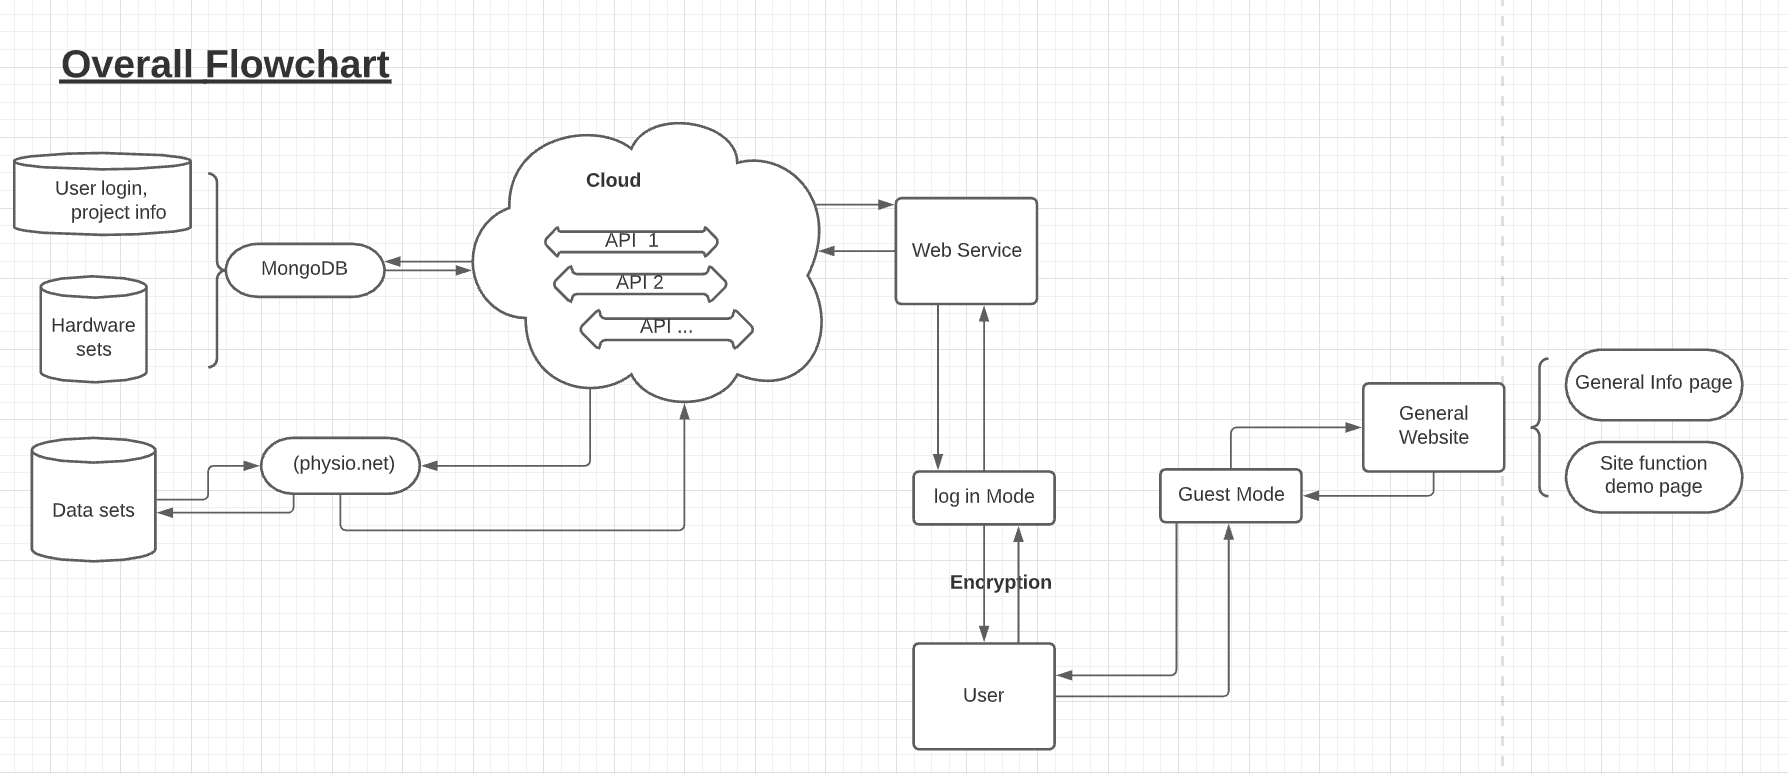 Overall Flowchart
User login,
project info
Hardware
sets
MongoDB
Cloud
API 1
API 2
API ...
Web Service
Data sets
(physio.net)
log in Mode
Encryption
User
Guest Mode
General
Website
General Info page
Site function
demo page